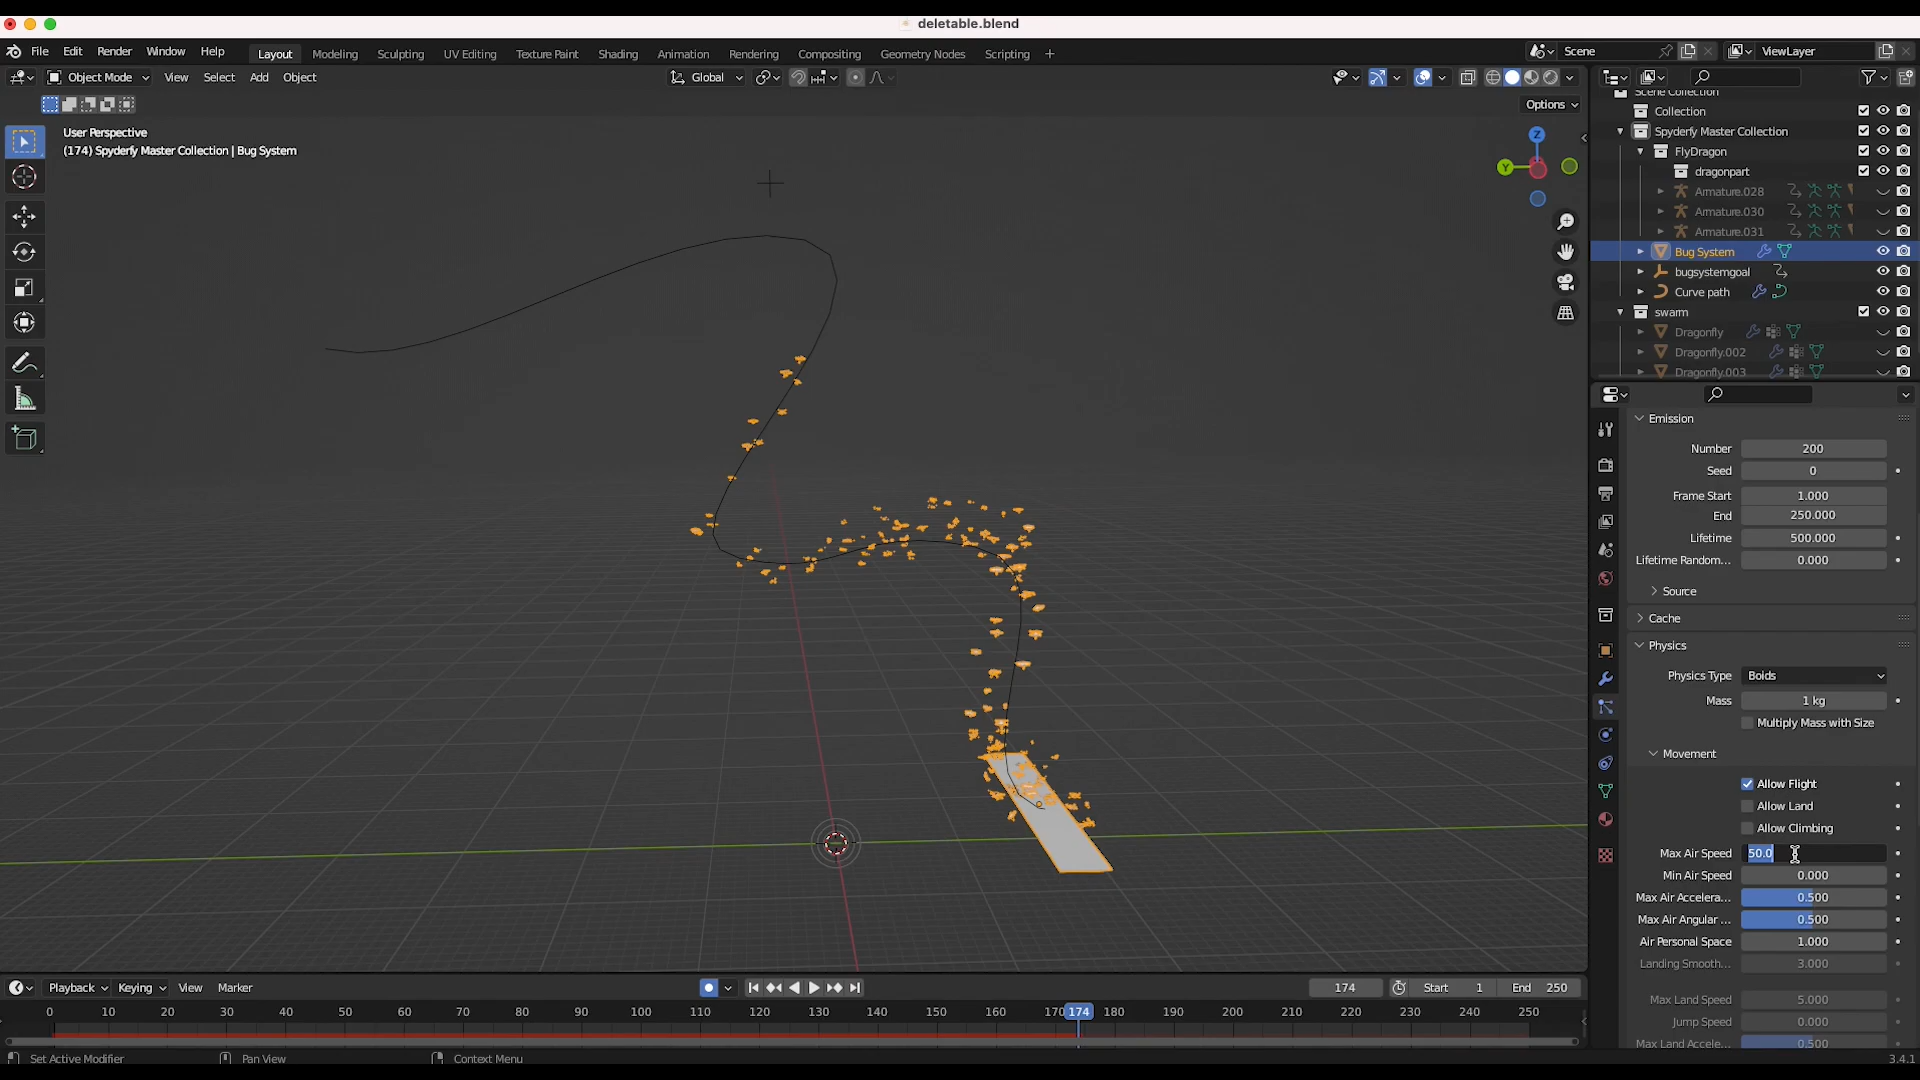 deletable.blend
File Edit Render Window Help Layout Modeling Sculpting UV Editing Texture Paint Shading Animation Rendering Compositing Geometry Nodes Scripting + Scene ViewLayer
Object Mode View Select Add Object Global
Options
User Perspective
(174) Spyderfy Master Collection | Bug System
Z
Y
Scene Collection
Collection
Spyderfy Master Collection
FlyDragon
dragonpart
Armature.028
Armature.030
Armature.031
Bug System
bugsystemgoal
Curve path
swarm
Dragonfly
Dragonfly.002
Dragonfly.003
Emission
Number 200
Seed 0
Frame Start 1.000
End 250.000
Lifetime 500.000
Lifetime Random... 0.000
Source
Cache
Physics
Physics Type Boids
Mass 1 kg
Multiply Mass with Size
Movement
Allow Flight
Allow Land
Allow Climbing
Max Air Speed 50.0
Min Air Speed 0.000
Max Air Accelera... 0.500
Max Air Angular ... 0.500
Air Personal Space 1.000
Landing Smooth... 3.000
Max Land Speed 5.000
Jump Speed 0.000
Max Land Accele... 0.500
Playback Keying View Marker 174 Start 1 End 250
0 10 20 30 40 50 60 70 80 90 100 110 120 130 140 150 160 170 174 180 190 200 210 220 230 240 250
Set Active Modifier Pan View Context Menu 3.4.1